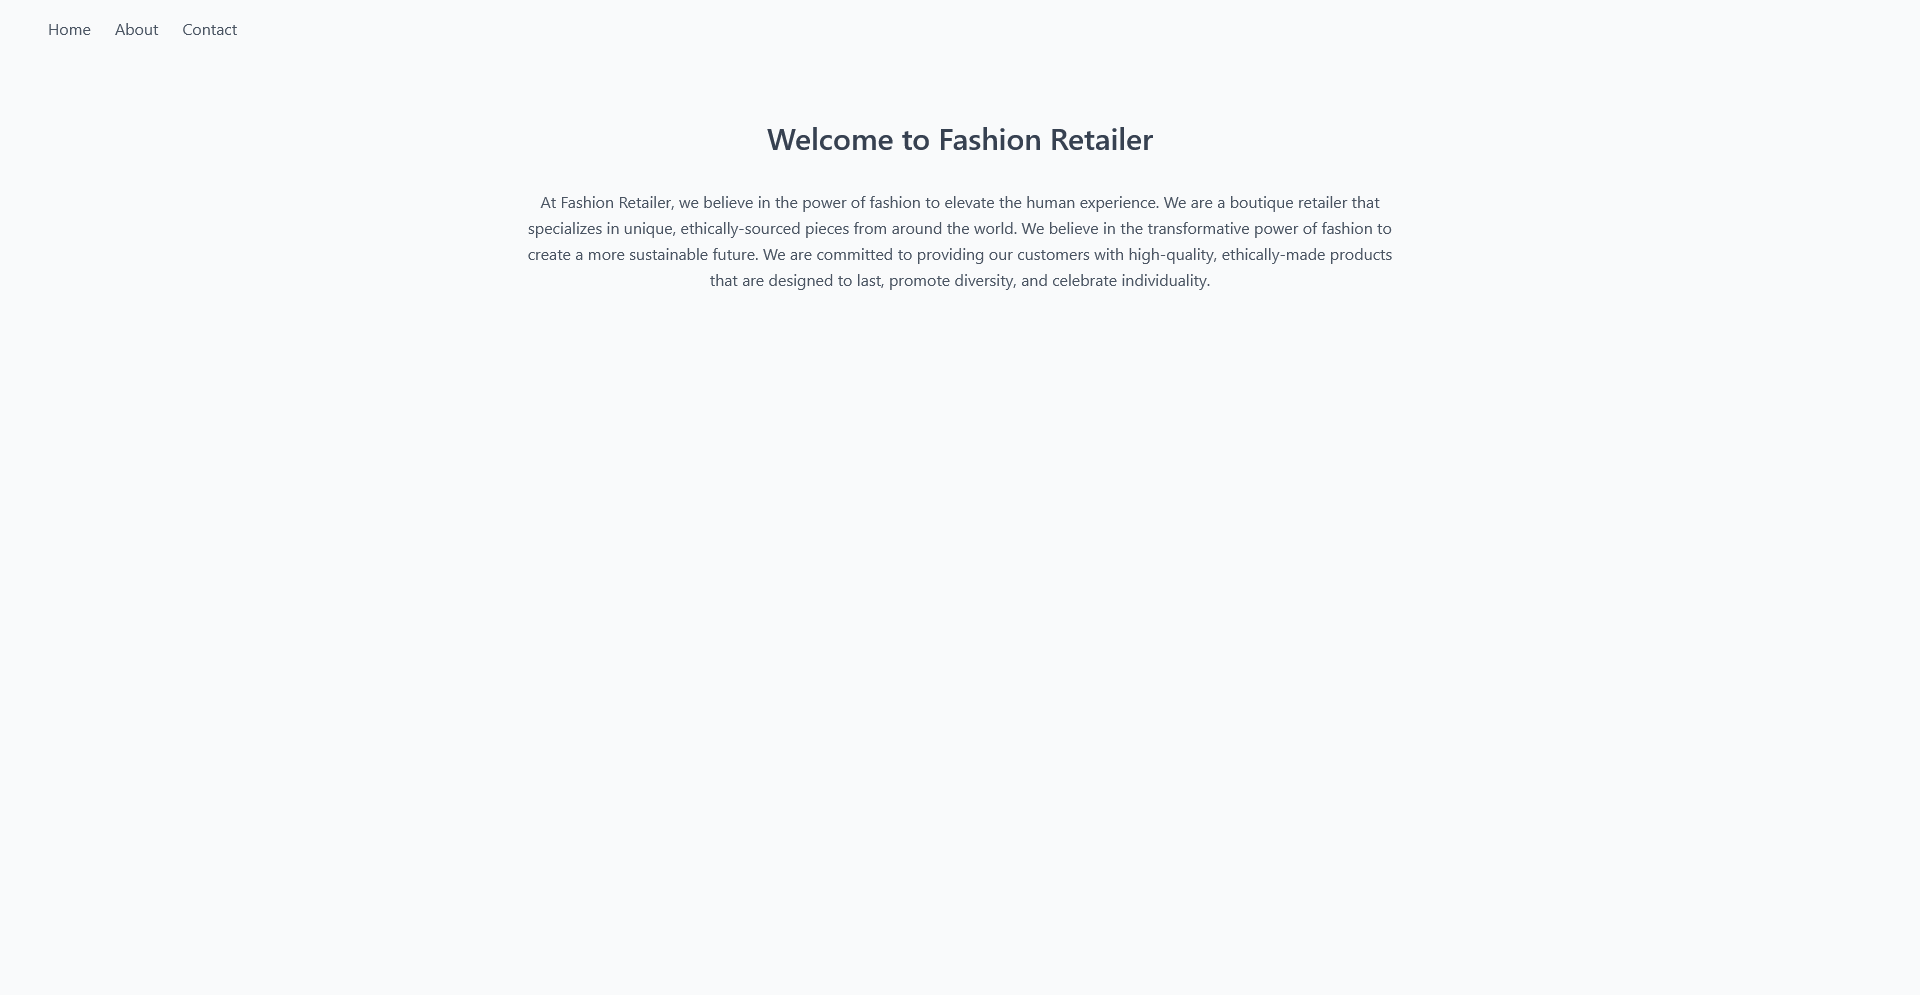 Home About Contact
Welcome to Fashion Retailer
At Fashion Retailer, we believe in the power of fashion to elevate the human experience. We are a boutique retailer that
specializes in unique, ethically-sourced pieces from around the world. We believe in the transformative power of fashion to
create a more sustainable future. We are committed to providing our customers with high-quality, ethically-made products
that are designed to last, promote diversity, and celebrate individuality.